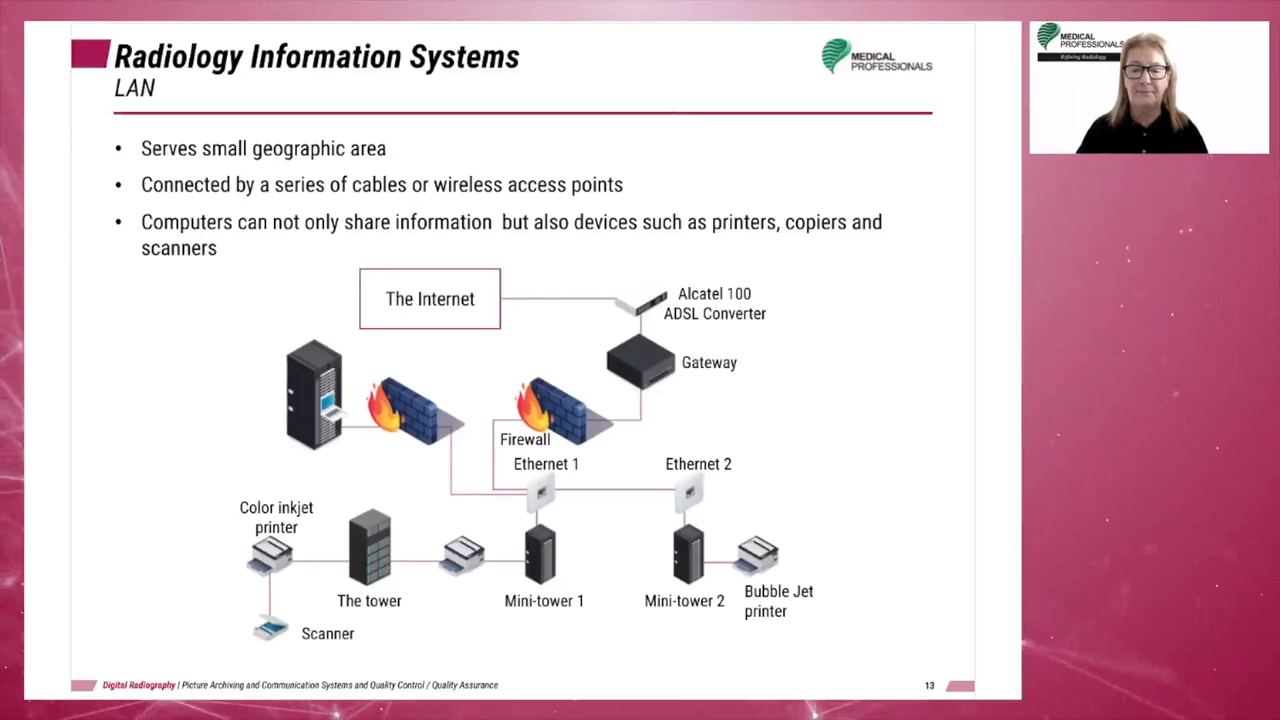 Radiology Information Systems
LAN
MEDICAL
PROFESSIONALS
MEDICAL
PROFESSIONALS
Refining Radiology
• Serves small geographic area
• Connected by a series of cables or wireless access points
• Computers can not only share information but also devices such as printers, copiers and
scanners
The Internet
Alcatel 100
ADSL Converter
Gateway
Firewall
Ethernet 1
Ethernet 2
Color inkjet
printer
The tower
Mini-tower 1
Mini-tower 2
Bubble Jet
printer
Scanner
Digital Radiography | Picture Archiving and Communication Systems and Quality Control / Quality Assurance
13